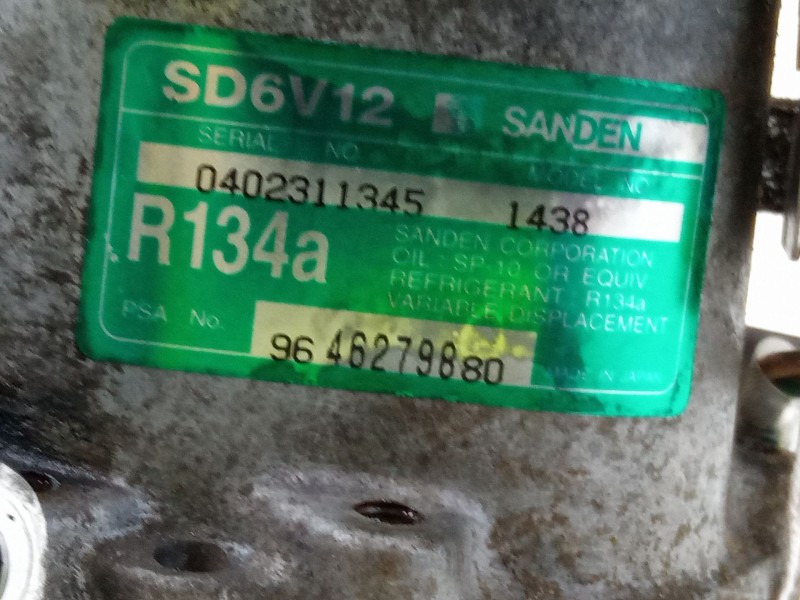 SD6V12 SANDEN
SERIAL NO. MODEL NO.
0402311345 1438
R134a
SANDEN CORPORATION
OIL: SP-10 OR EQUIV
REFRIGERANT R134a
VARIABLE DISPLACEMENT
PSA No.
9646279880
MADE IN JAPAN